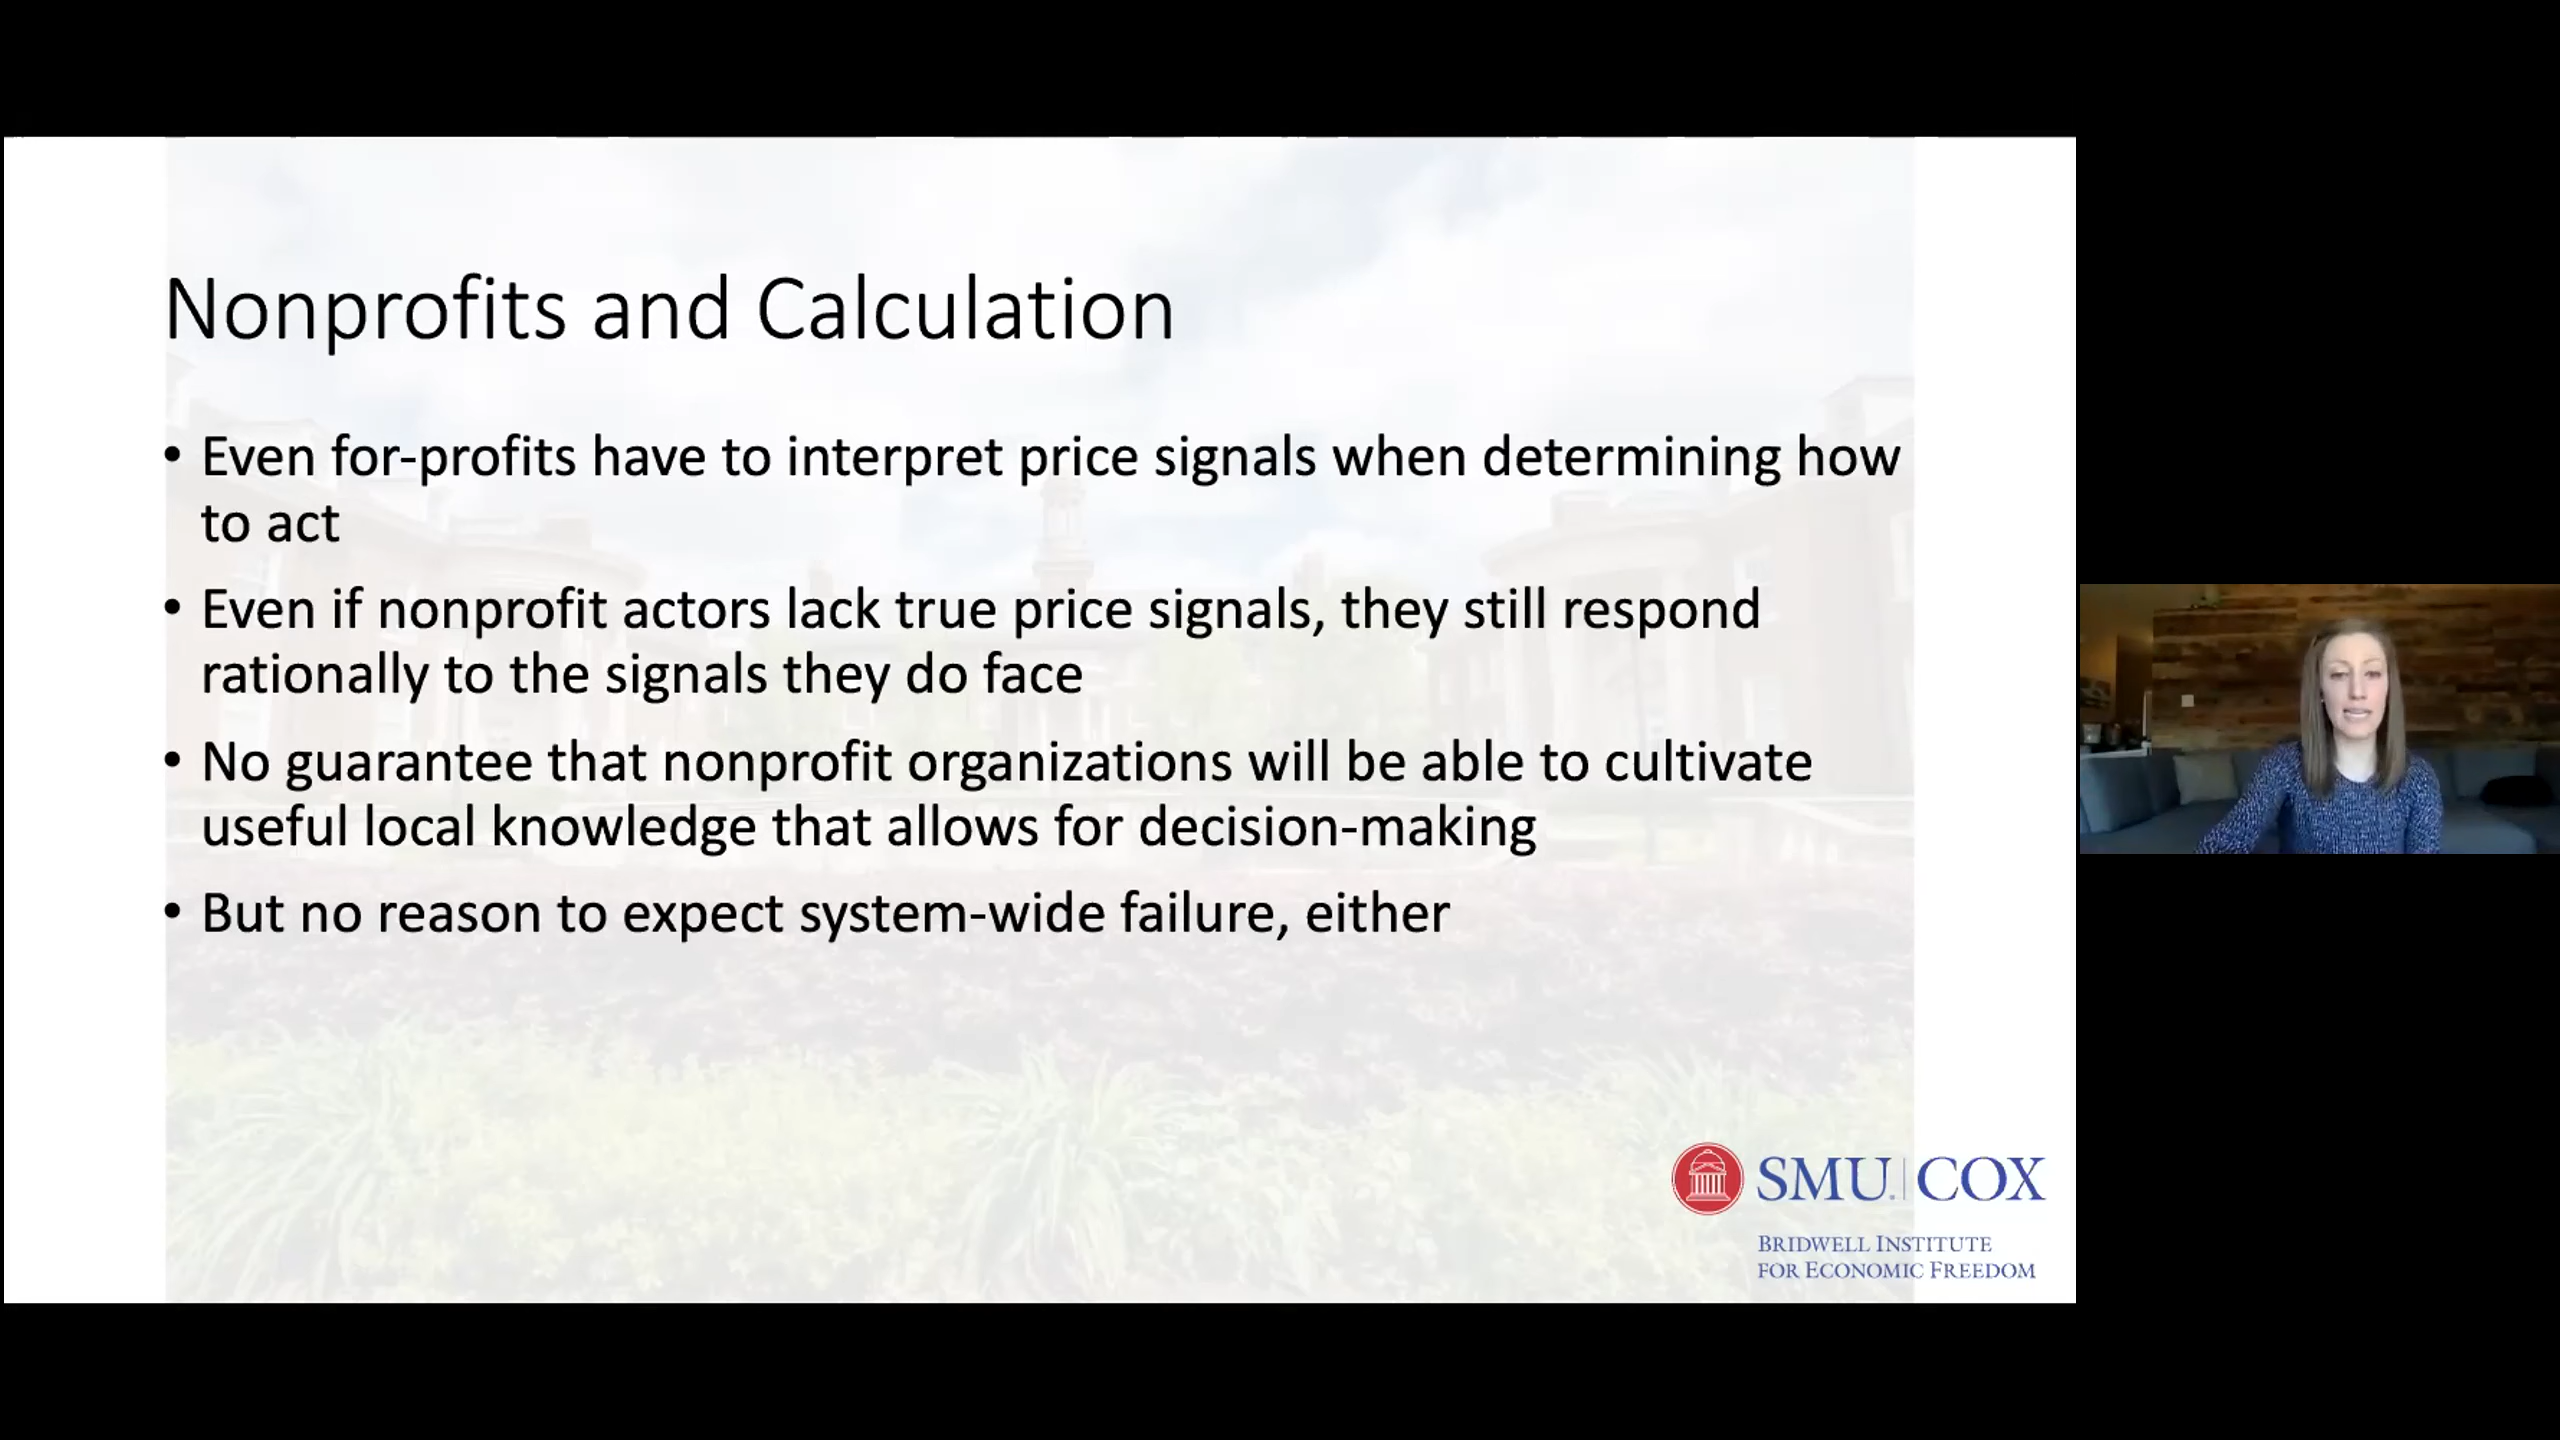 Nonprofits and Calculation
• Even for-profits have to interpret price signals when determining how
to act
• Even if nonprofit actors lack true price signals, they still respond
rationally to the signals they do face
• No guarantee that nonprofit organizations will be able to cultivate
useful local knowledge that allows for decision-making
• But no reason to expect system-wide failure, either
SMU. | COX
BRIDWELL INSTITUTE
FOR ECONOMIC FREEDOM